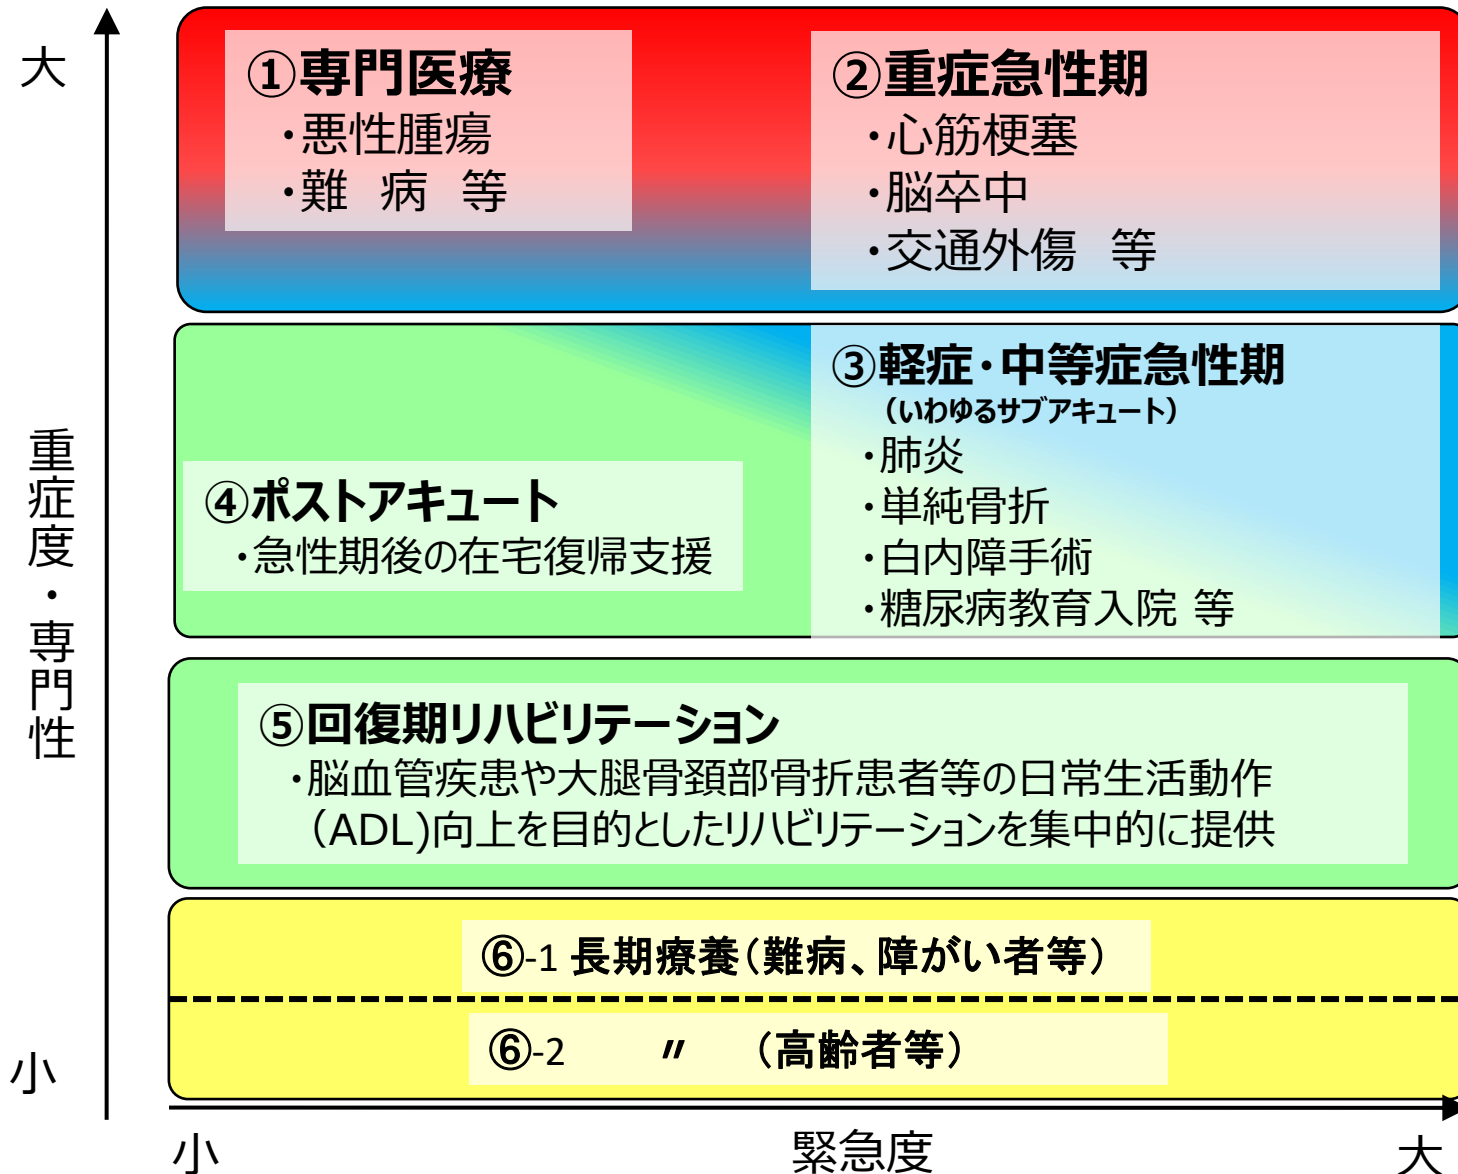 大
①専門医療
・悪性腫瘍
・難 病 等
②重症急性期
・心筋梗塞
・脳卒中
・交通外傷 等
③軽症・中等症急性期
（いわゆるサブアキュート）
・肺炎
・単純骨折
・白内障手術
・糖尿病教育入院 等
④ポストアキュート
・急性期後の在宅復帰支援
重症度・専門性
⑤回復期リハビリテーション
・脳血管疾患や大腿骨頚部骨折患者等の日常生活動作
（ADL)向上を目的としたリハビリテーションを集中的に提供
⑥-1 長期療養（難病、障がい者等）
⑥-2 〃 （高齢者等）
小
小
緊急度
大